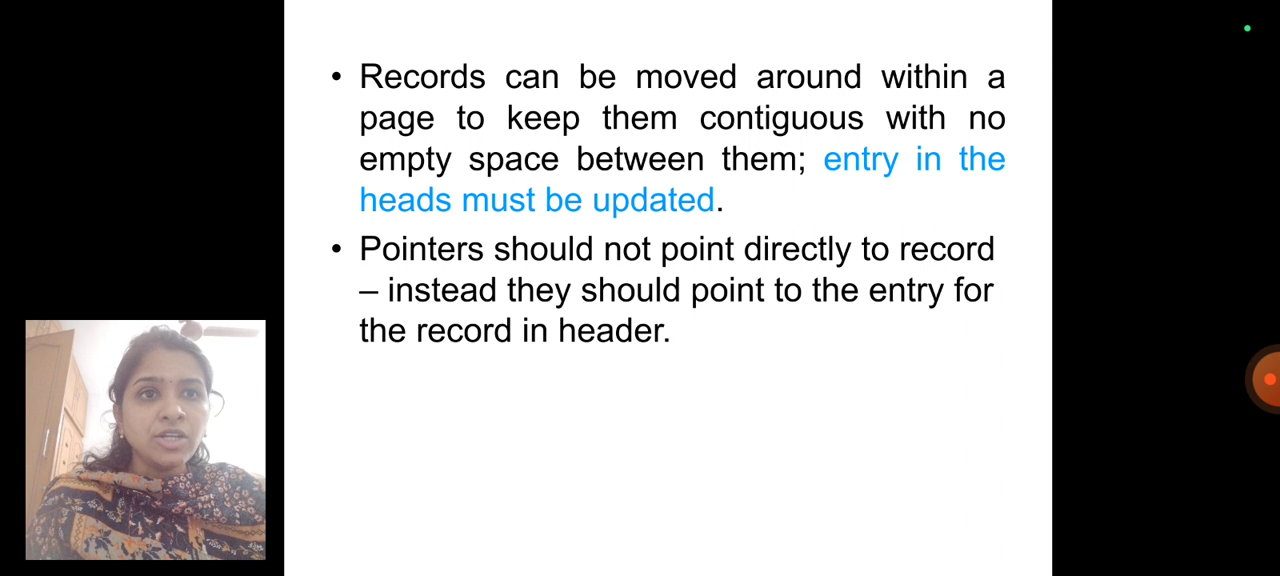 • Records can be moved around within a
page to keep them contiguous with no
empty space between them; entry in the
heads must be updated.
• Pointers should not point directly to record
– instead they should point to the entry for
the record in header.